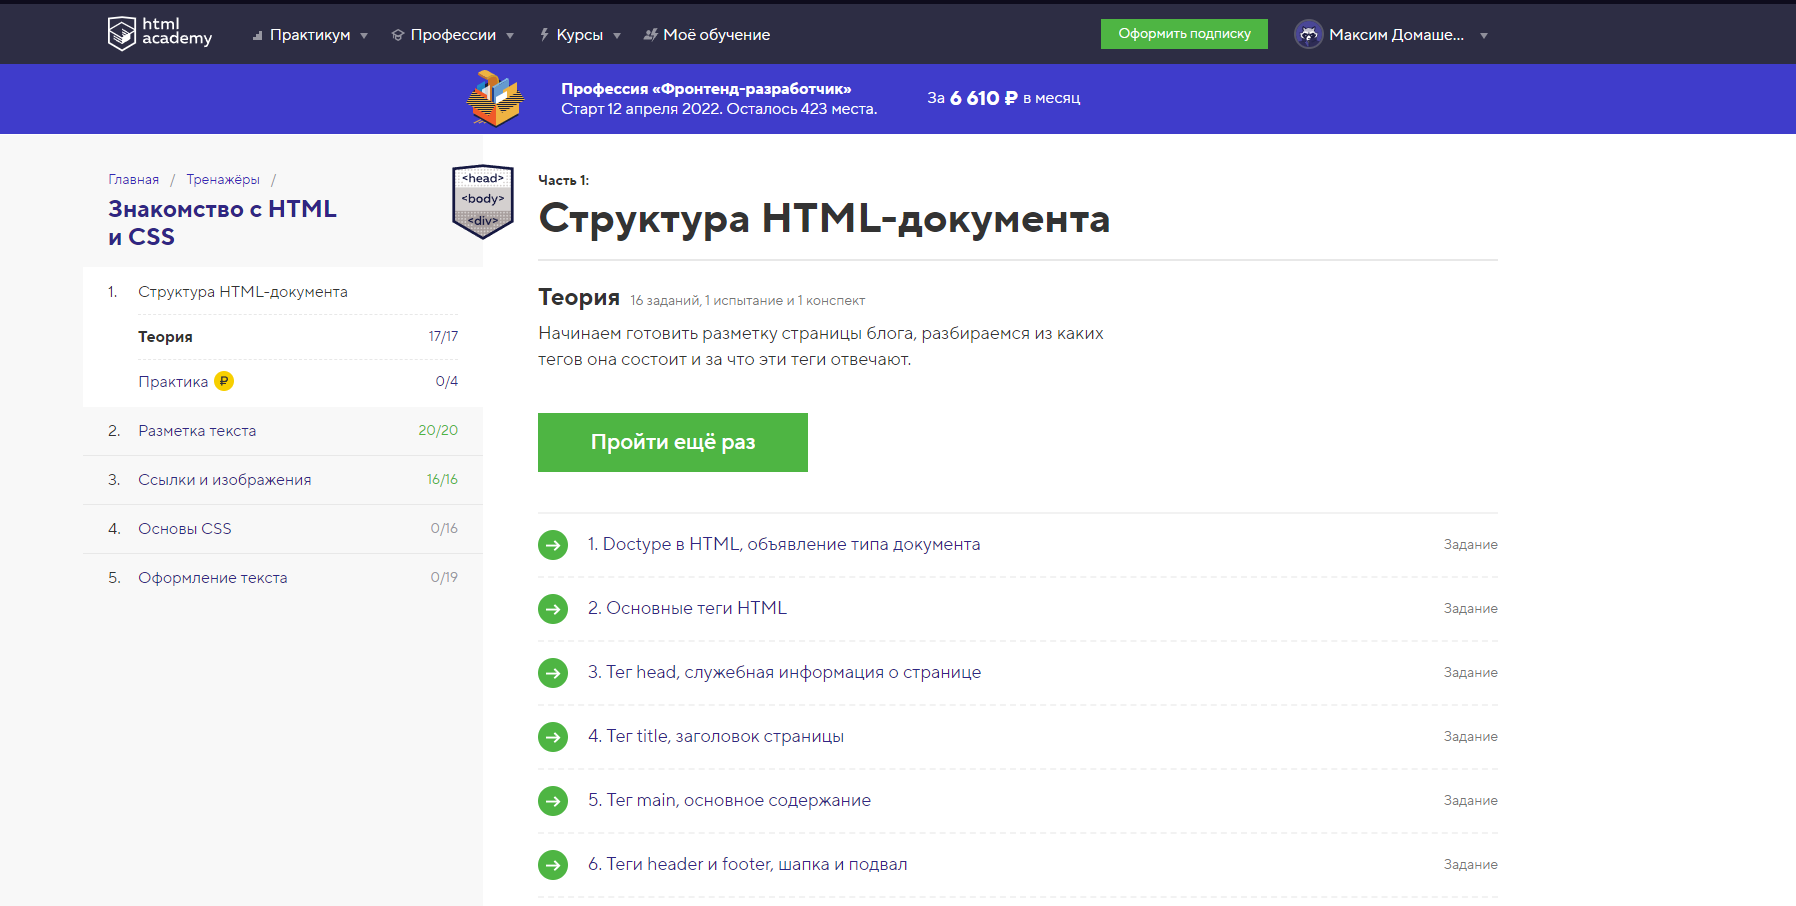 html
academy
Практикум
Профессии
Курсы
Моё обучение
Оформить подписку
Максим Домаше...
Профессия «Фронтенд-разработчик»
Старт 12 апреля 2022. Осталось 423 места.
За 6 610 ₽ в месяц
Главная / Тренажёры /
Знакомство с HTML
и CSS
1. Структура HTML-документа
Теория 17/17
Практика ₽ 0/4
2. Разметка текста 20/20
3. Ссылки и изображения 16/16
4. Основы CSS 0/16
5. Оформление текста 0/19
<head>
<body>
<div>
Часть 1:
Структура HTML-документа
Теория 16 заданий, 1 испытание и 1 конспект
Начинаем готовить разметку страницы блога, разбираемся из каких
тегов она состоит и за что эти теги отвечают.
Пройти ещё раз
1. Doctype в HTML, объявление типа документа Задание
2. Основные теги HTML Задание
3. Тег head, служебная информация о странице Задание
4. Тег title, заголовок страницы Задание
5. Тег main, основное содержание Задание
6. Теги header и footer, шапка и подвал Задание